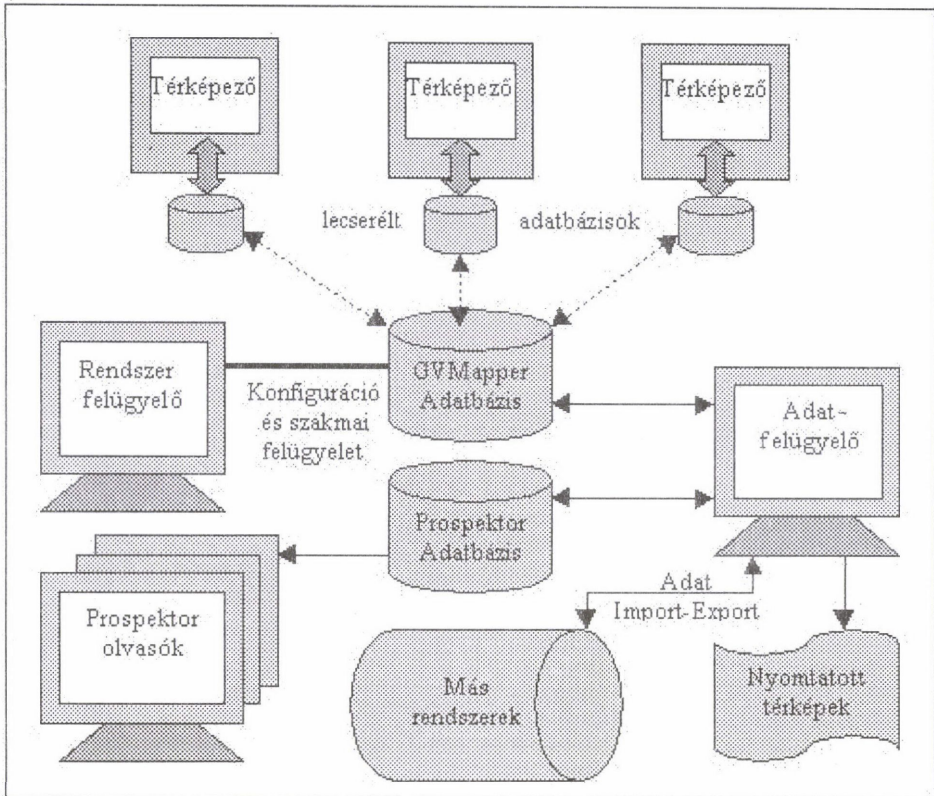 Térképező
Térképező
Térképező
lecserélt
adatbázisok
Rendszer
felügyelő
Konfiguráció
és szakmai
felügyelet
GVMapper
Adatbázis
Adat-
felügyelő
Prospektor
Adatbázis
Prospektor
olvasók
Adat
Import-Export
Más
rendszerek
Nyomtatott
térképek